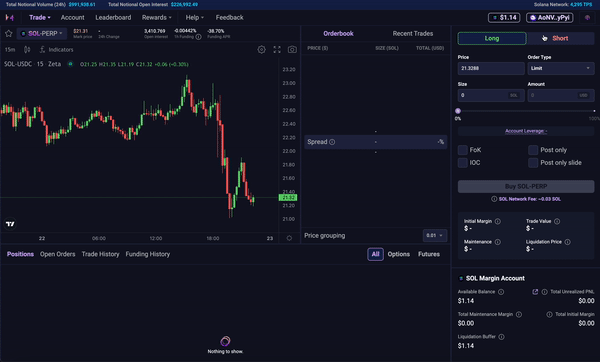 Total Notional Volume (24h) : $991,938.61 Total Notional Open Interest : $226,992.49 Solana Network: 4,295 TPS
Trade Account Leaderboard Rewards Help Feedback $1.14 AoNV..yPyi
SOL-PERP $21.31 - 3,410.769 -0.00442% -38.70%
Mark price 24h Change Open Interest 1h Funding Funding APR
15m Indicators
SOL-USDC 15 Zeta O21.25 H21.35 L21.19 C21.32 +0.06 (+0.30%)
23.20
23.00
22.80
22.60
22.40
22.20
22.00
21.80
21.60
21.32
21.20
21.00
22 06:00 12:00 18:00 23
Orderbook Recent Trades
PRICE ($) SIZE (SOL) TOTAL (USD)
-
Spread - -%
-
Price grouping 0.01
Long Short
Price Order Type
21.3288 Limit
Size Amount
0 SOL 0 USD
0% 100%
Account Leverage: -
FoK Post only
IOC Post only slide
Buy SOL-PERP
SOL Network Fee: ~0.03 SOL
Initial Margin Trade Value
$ - $ -
Maintenance Liquidation Price
$ - $ -
SOL Margin Account
Available Balance Total Unrealized PNL
$1.14 $0.00
Total Maintenance Margin Total Initial Margin
$0.00 $0.00
Liquidation Buffer
$1.14
Positions Open Orders Trade History Funding History All Options Futures
Nothing to show.